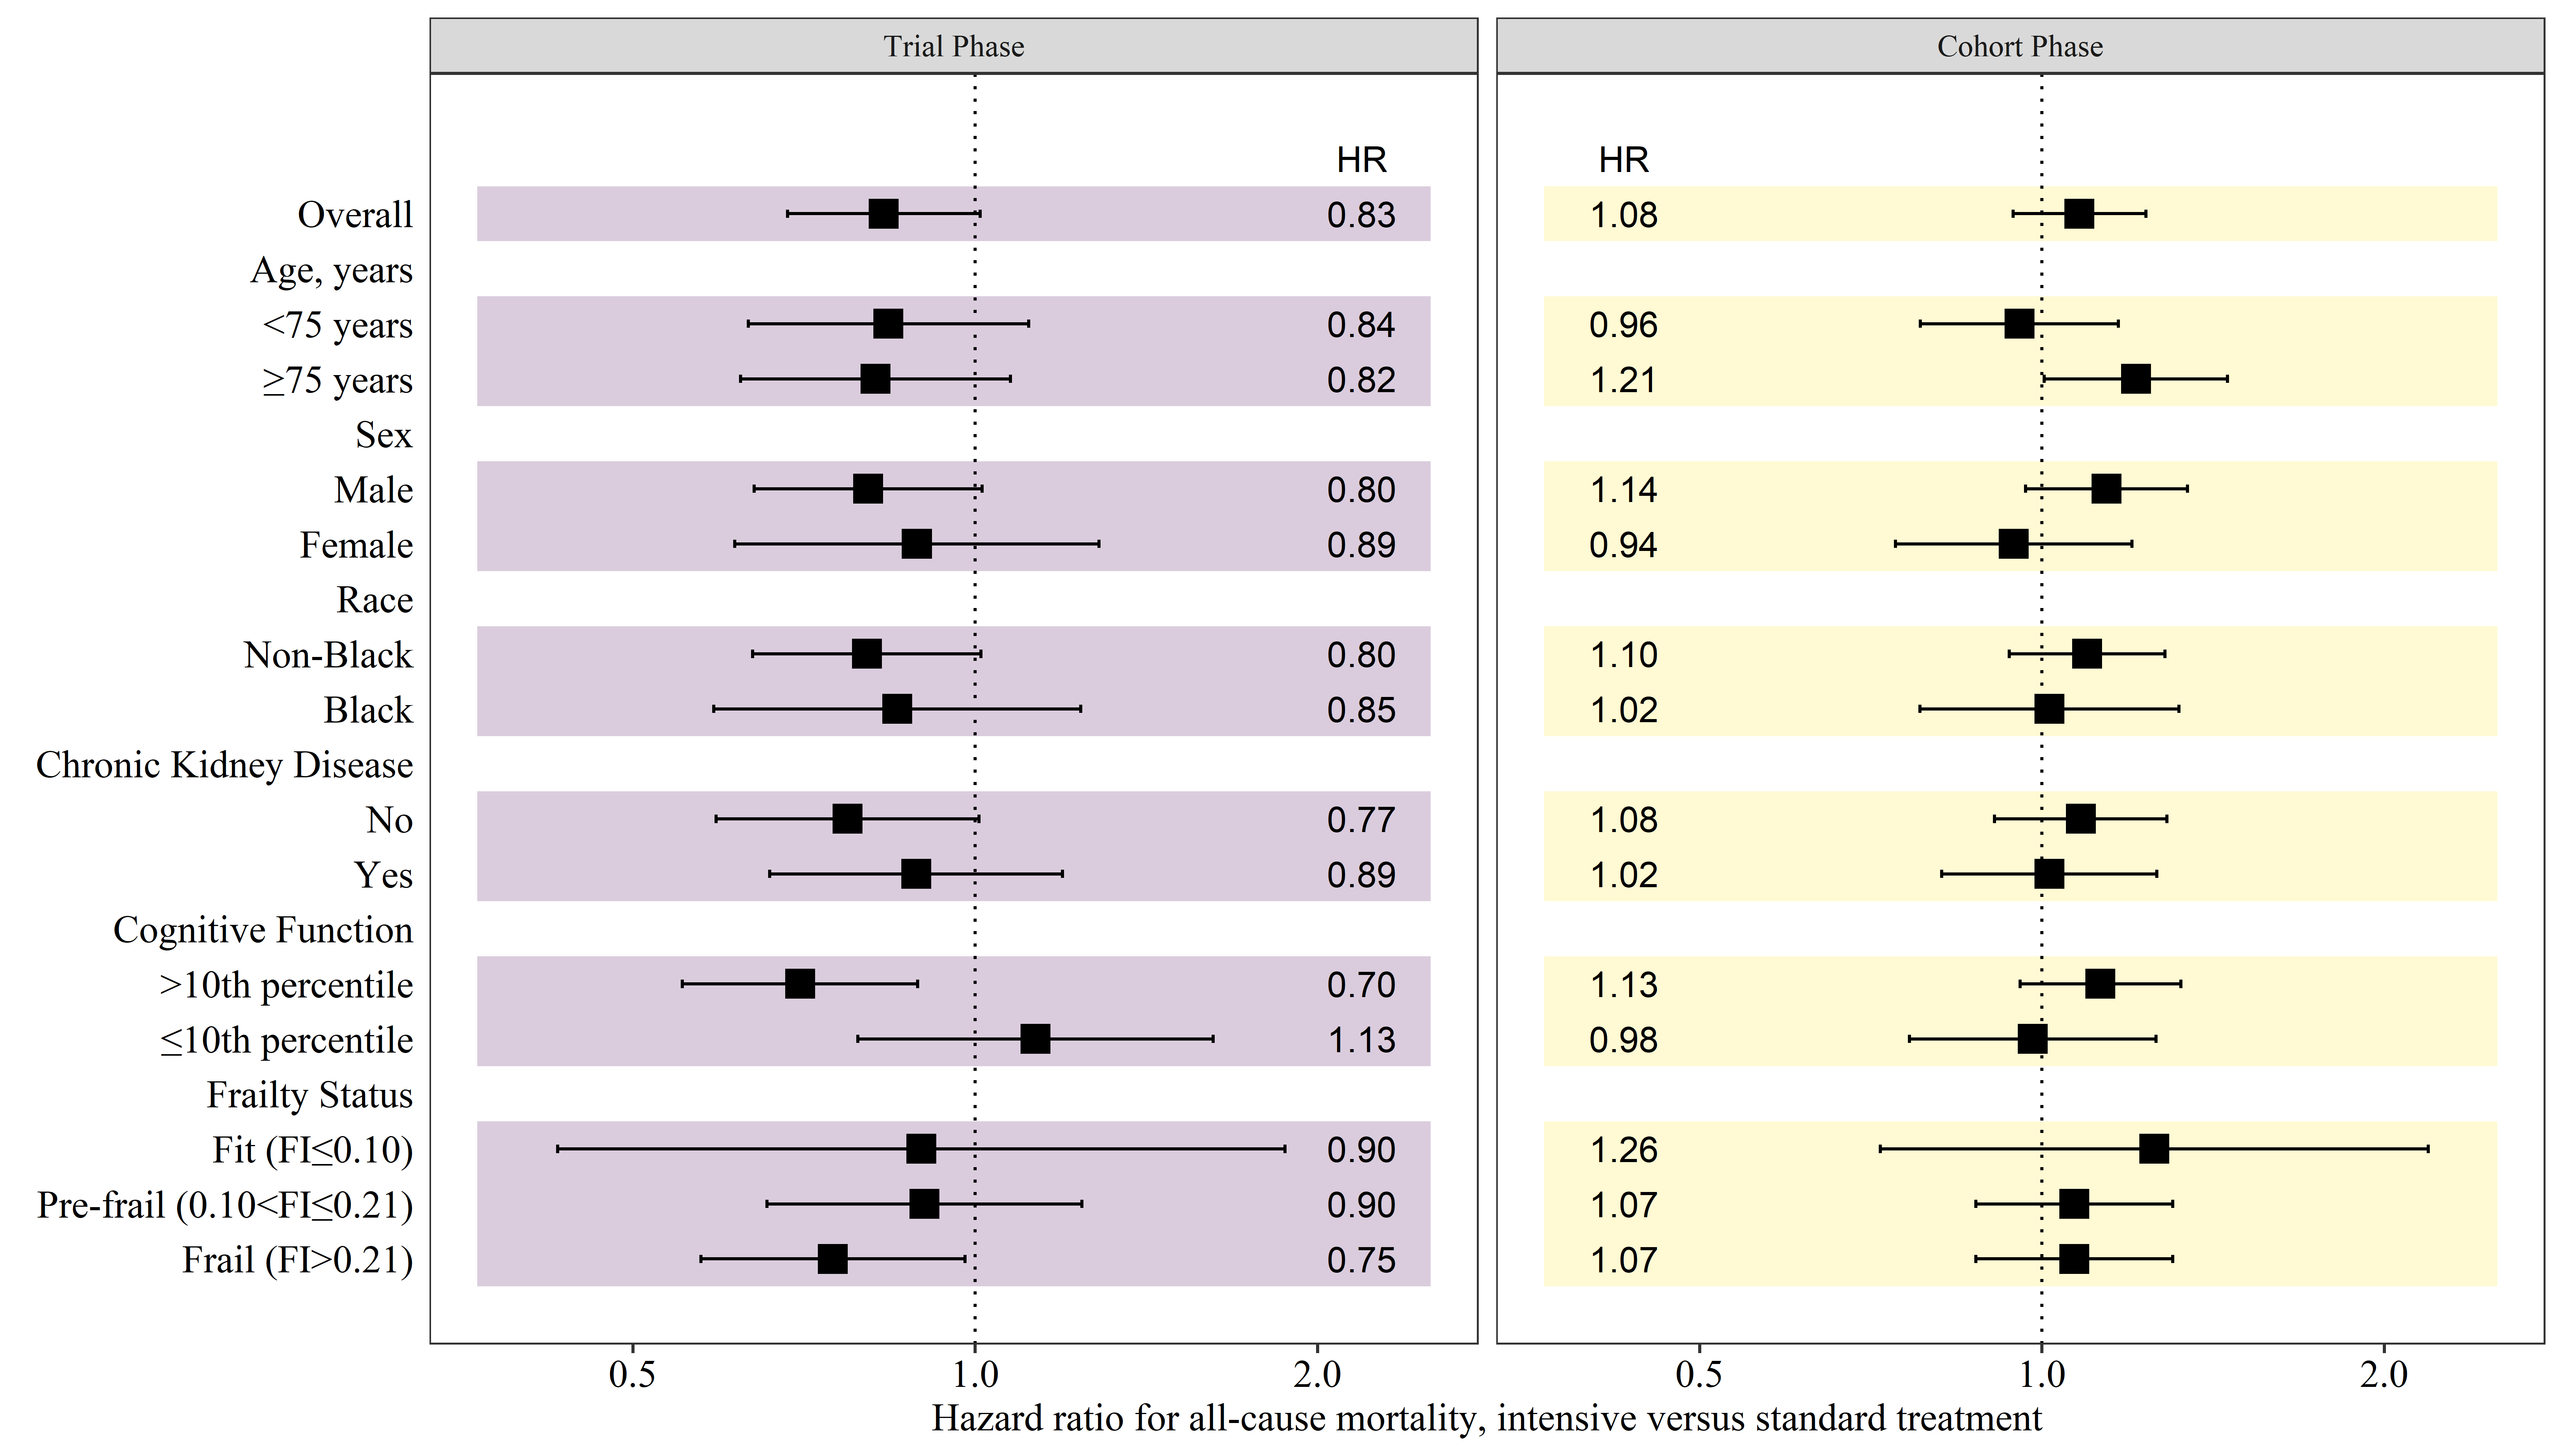 Trial Phase Cohort Phase
HR HR
Overall 0.83 1.08
Age, years
<75 years 0.84 0.96
≥75 years 0.82 1.21
Sex
Male 0.80 1.14
Female 0.89 0.94
Race
Non-Black 0.80 1.10
Black 0.85 1.02
Chronic Kidney Disease
No 0.77 1.08
Yes 0.89 1.02
Cognitive Function
>10th percentile 0.70 1.13
≤10th percentile 1.13 0.98
Frailty Status
Fit (FI≤0.10) 0.90 1.26
Pre-frail (0.10<FI≤0.21) 0.90 1.07
Frail (FI>0.21) 0.75 1.07
0.5 1.0 2.0 0.5 1.0 2.0
Hazard ratio for all-cause mortality, intensive versus standard treatment